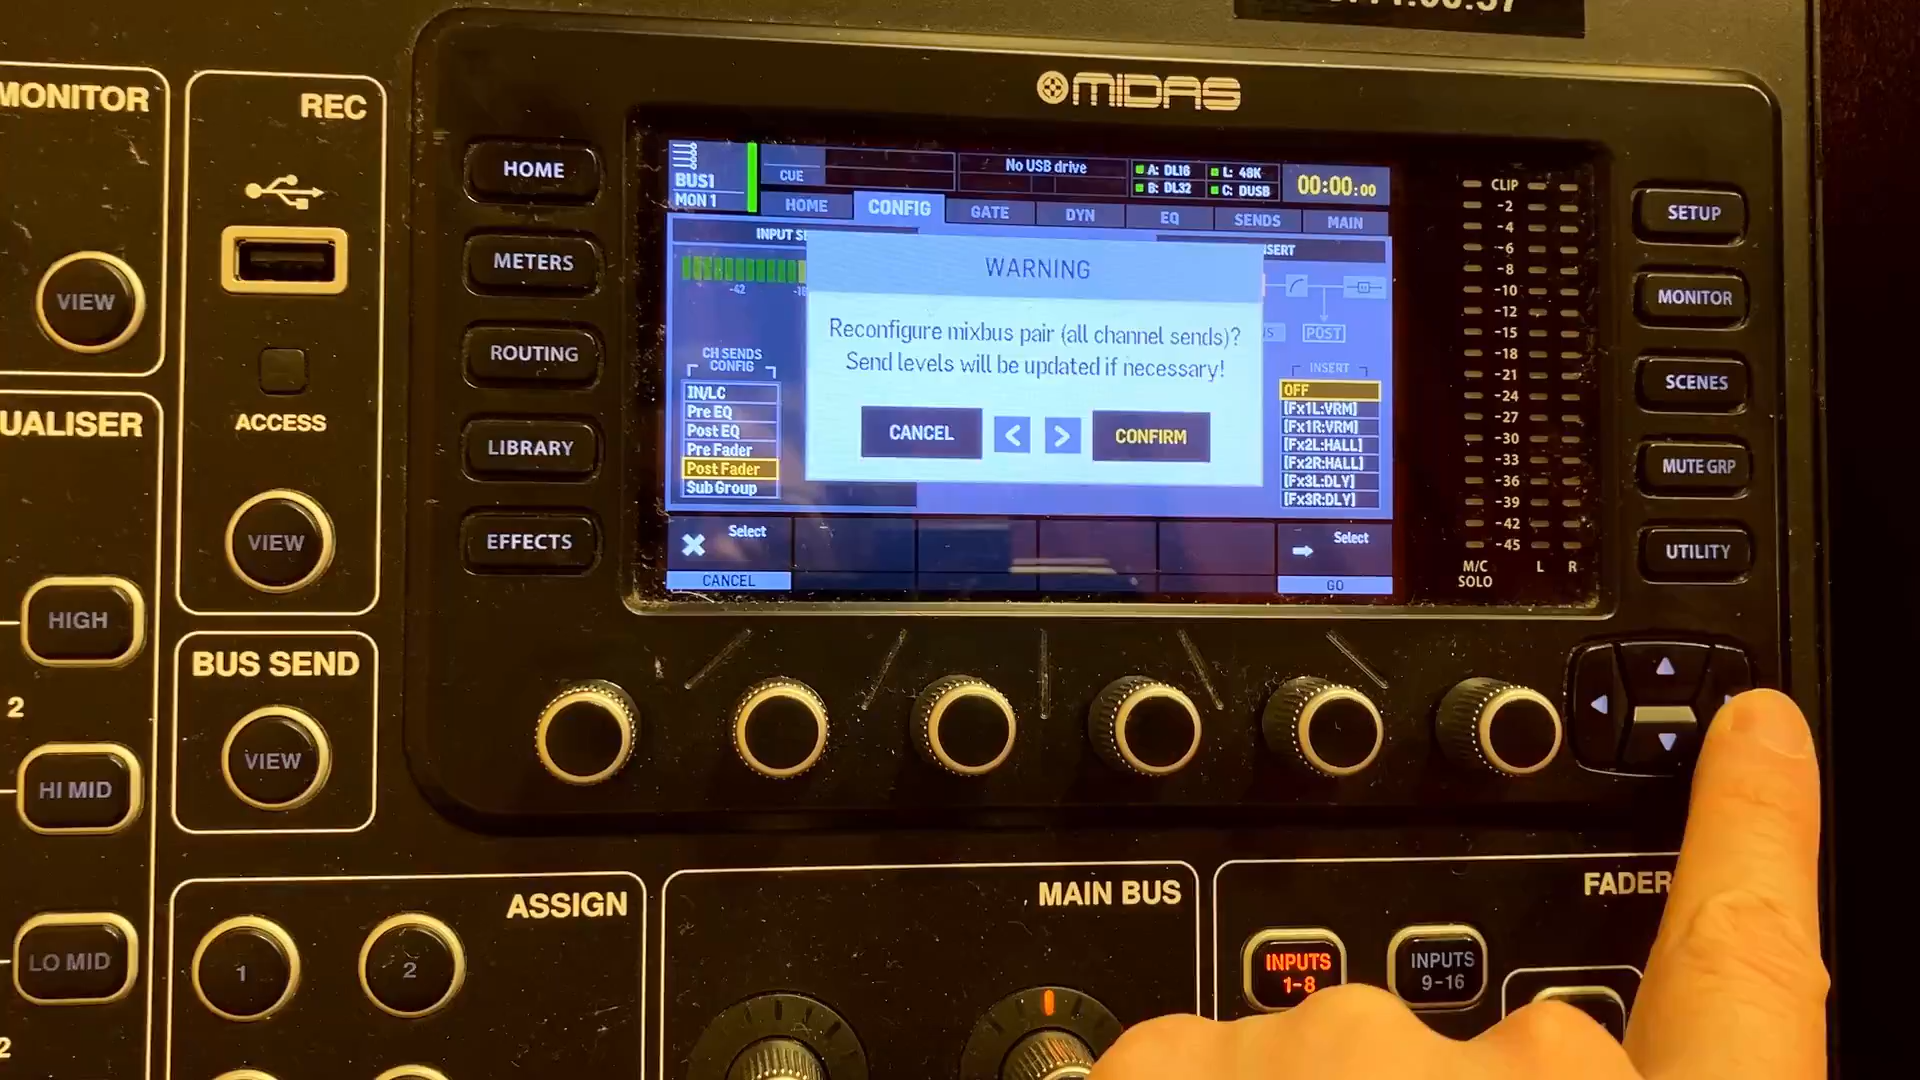 MIDAS
MONITOR
VIEW
UALISER
HIGH
2
HI MID
LO MID
2
REC
ACCESS
VIEW
BUS SEND
VIEW
ASSIGN
1
2
HOME
METERS
ROUTING
LIBRARY
EFFECTS
BUS1
MON 1
CUE
No USB drive
A: DL16
L: 48K
B: DL32
C: DUSB
00:00:00
HOME
CONFIG
GATE
DYN
EQ
SENDS
MAIN
INPUT S
SERT
-42
-18
WARNING
Reconfigure mixbus pair (all channel sends)?
Send levels will be updated if necessary!
CANCEL
<
>
CONFIRM
POST
CH SENDS
CONFIG
IN/LC
Pre EQ
Post EQ
Pre Fader
Post Fader
Sub Group
INSERT
OFF
[Fx1L:VRM]
[Fx1R:VRM]
[Fx2L:HALL]
[Fx2R:HALL]
[Fx3L:DLY]
[Fx3R:DLY]
Select
CANCEL
Select
GO
CLIP
-2
-4
-6
-8
-10
-12
-15
-18
-21
-24
-27
-30
-33
-36
-39
-42
-45
M/C
SOLO
L
R
SETUP
MONITOR
SCENES
MUTE GRP
UTILITY
MAIN BUS
FADER
INPUTS
1-8
INPUTS
9-16